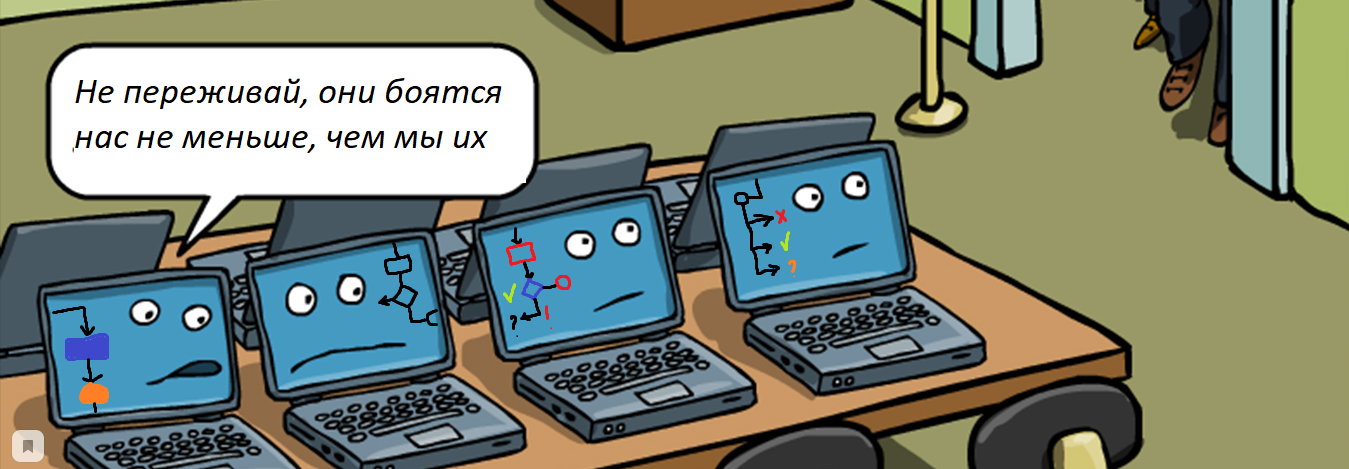 Не переживай, они боятся
нас не меньше, чем мы их
?
x
?